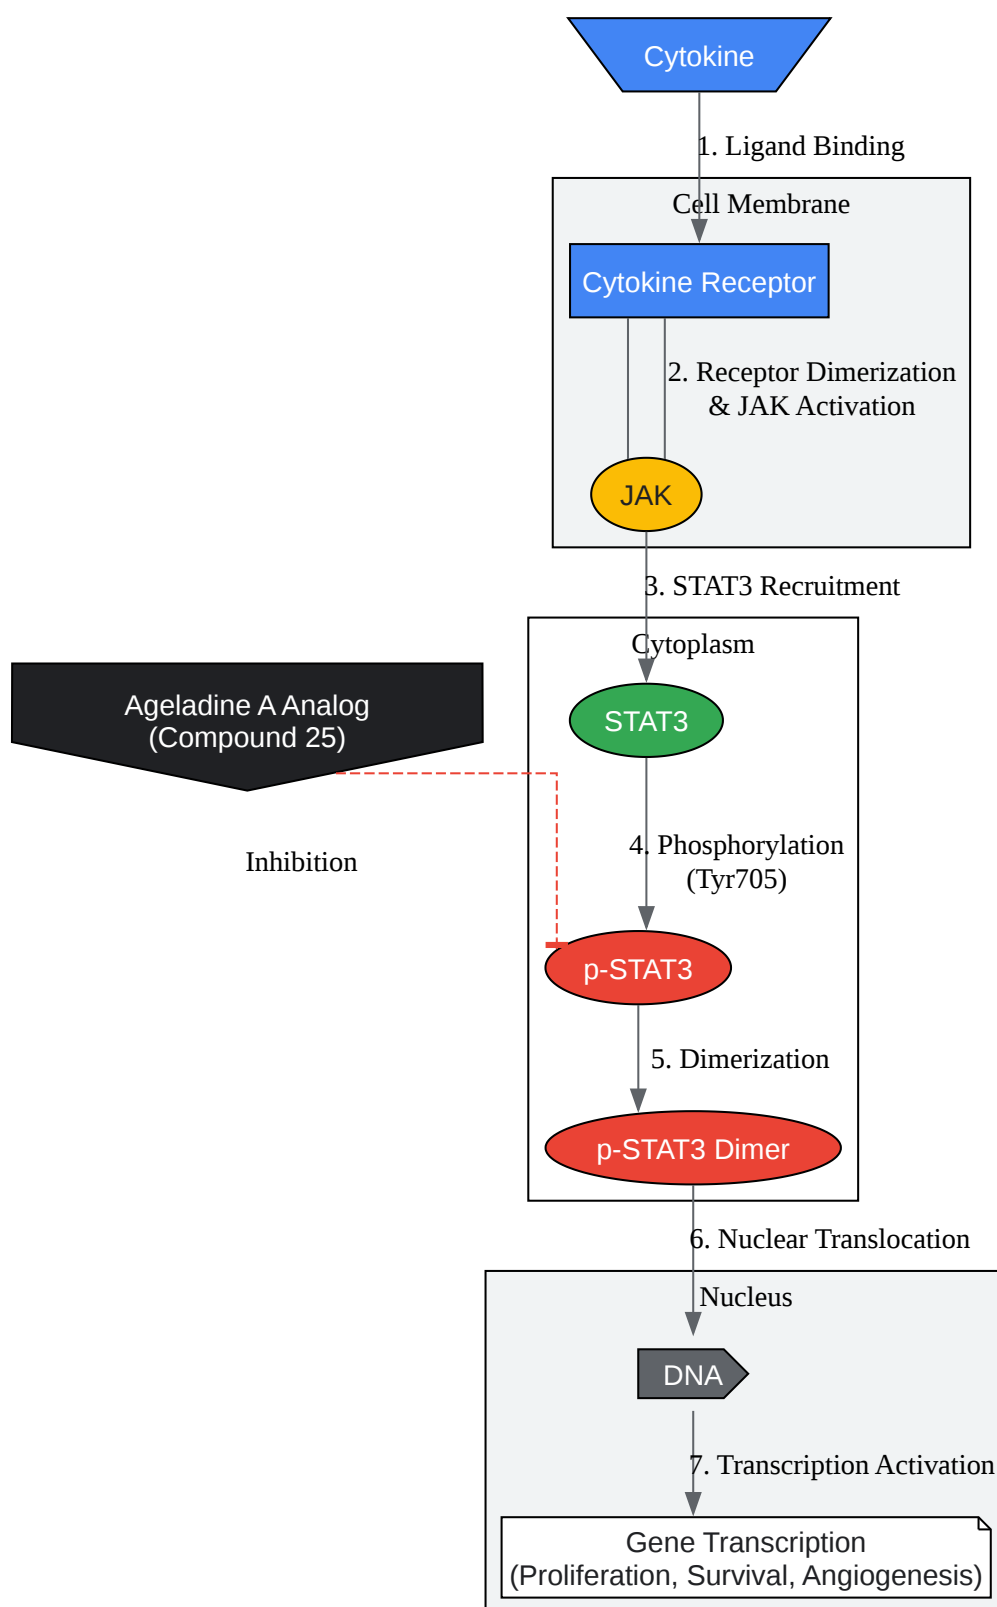 Cytokine
1. Ligand Binding
Cell Membrane
Cytokine Receptor
2. Receptor Dimerization
& JAK Activation
JAK
3. STAT3 Recruitment
Cytoplasm
Ageladine A Analog
(Compound 25)
STAT3
4. Phosphorylation
(Tyr705)
Inhibition
p-STAT3
5. Dimerization
p-STAT3 Dimer
6. Nuclear Translocation
Nucleus
DNA
7. Transcription Activation
Gene Transcription
(Proliferation, Survival, Angiogenesis)